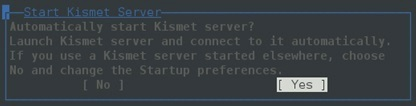 Start Kismet Server
Automatically start Kismet server?
Launch Kismet server and connect to it automatically.
If you use a Kismet server started elsewhere, choose
No and change the Startup preferences.
[ No ] [ Yes ]